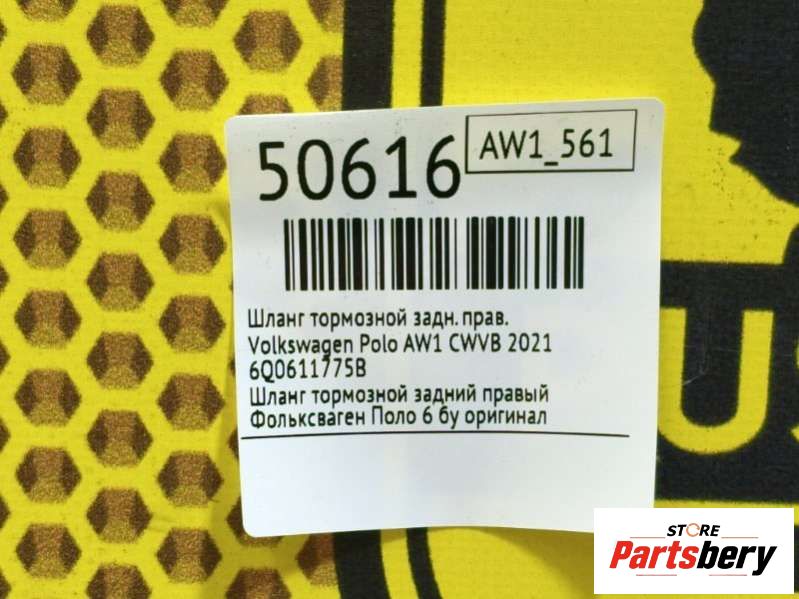 50616
AW1_561
Шланг тормозной задн. прав.
Volkswagen Polo AW1 CWVB 2021
6Q0611775B
Шланг тормозной задний правый
Фольксваген Поло 6 бу оригинал
US
STORE
Partsbery